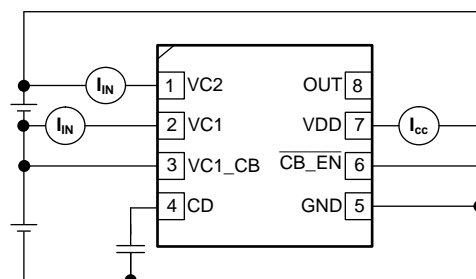 I_IN 1 VC2 OUT 8
I_IN 2 VC1 VDD 7 I_cc
3 VC1_CB CB_EN 6
4 CD GND 5